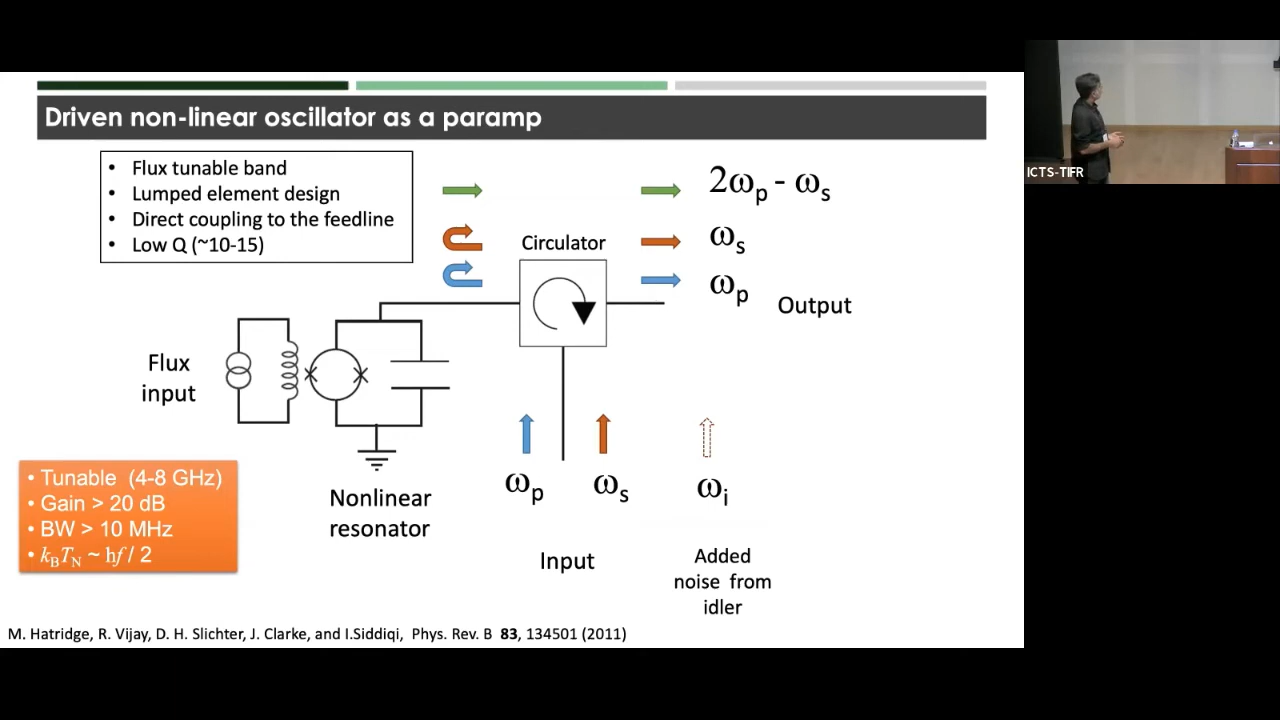 Driven non-linear oscillator as a paramp
• Flux tunable band
• Lumped element design
• Direct coupling to the feedline
• Low Q (~10-15)
2ωp - ωs
ωs
ωp
Circulator
Output
Flux
input
Nonlinear
resonator
ωp
ωs
ωi
Input
Added
noise from
idler
• Tunable (4-8 GHz)
• Gain > 20 dB
• BW > 10 MHz
• kBTN ~ hf / 2
M. Hatridge, R. Vijay, D. H. Slichter, J. Clarke, and I.Siddiqi, Phys. Rev. B 83, 134501 (2011)
ICTS-TIFR